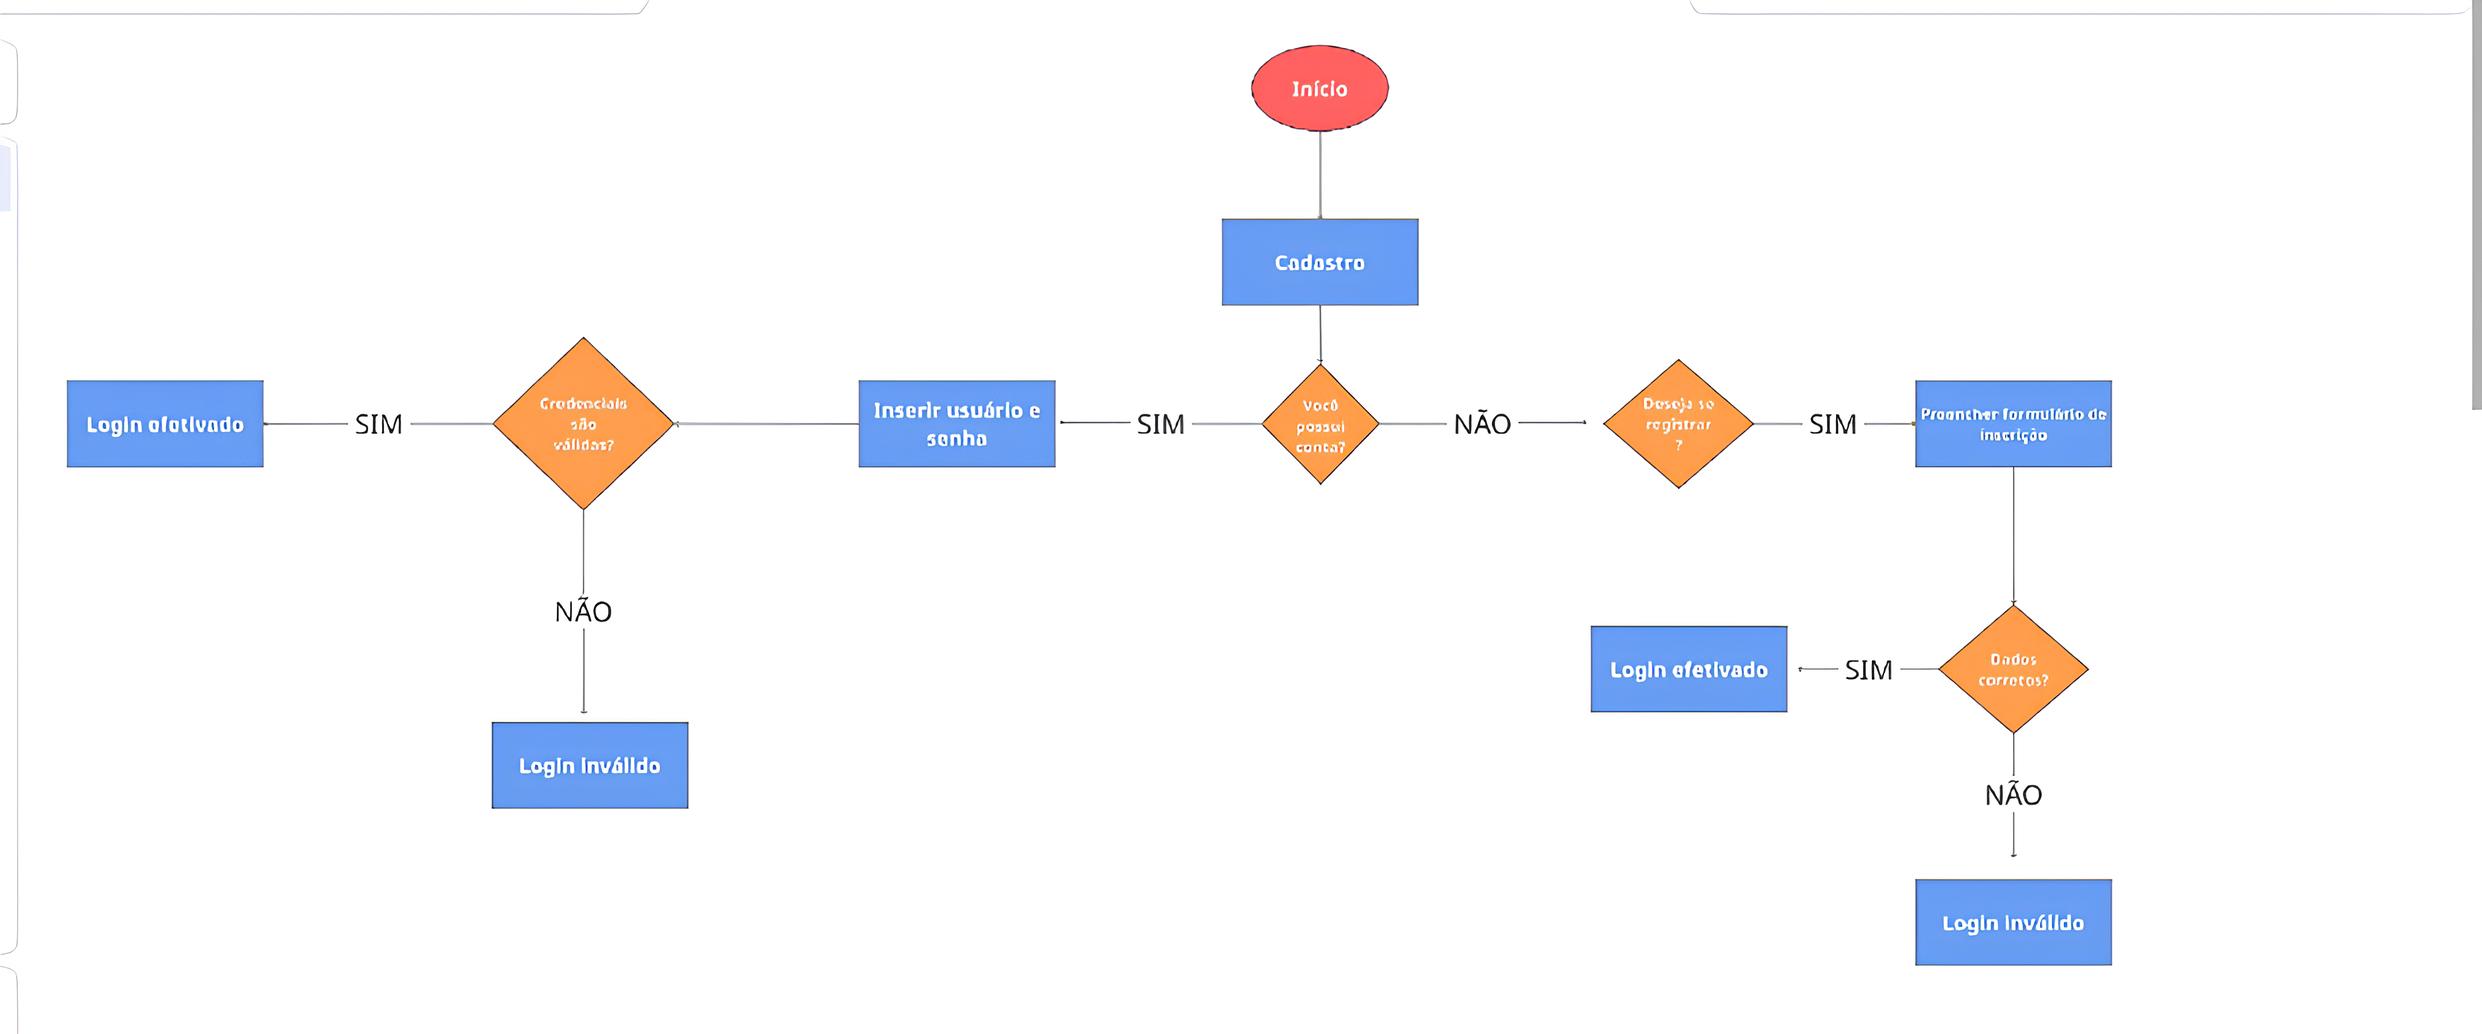 Início
Cadastro
Login efetivado
SIM
Credenciais
são
válidas?
Inserir usuário e
senha
SIM
Você
possui
conta?
NÃO
Deseja se
registrar
?
SIM
Preencher formulário de
inscrição
NÃO
Login inválido
Login efetivado
SIM
Dados
corretos?
NÃO
Login inválido